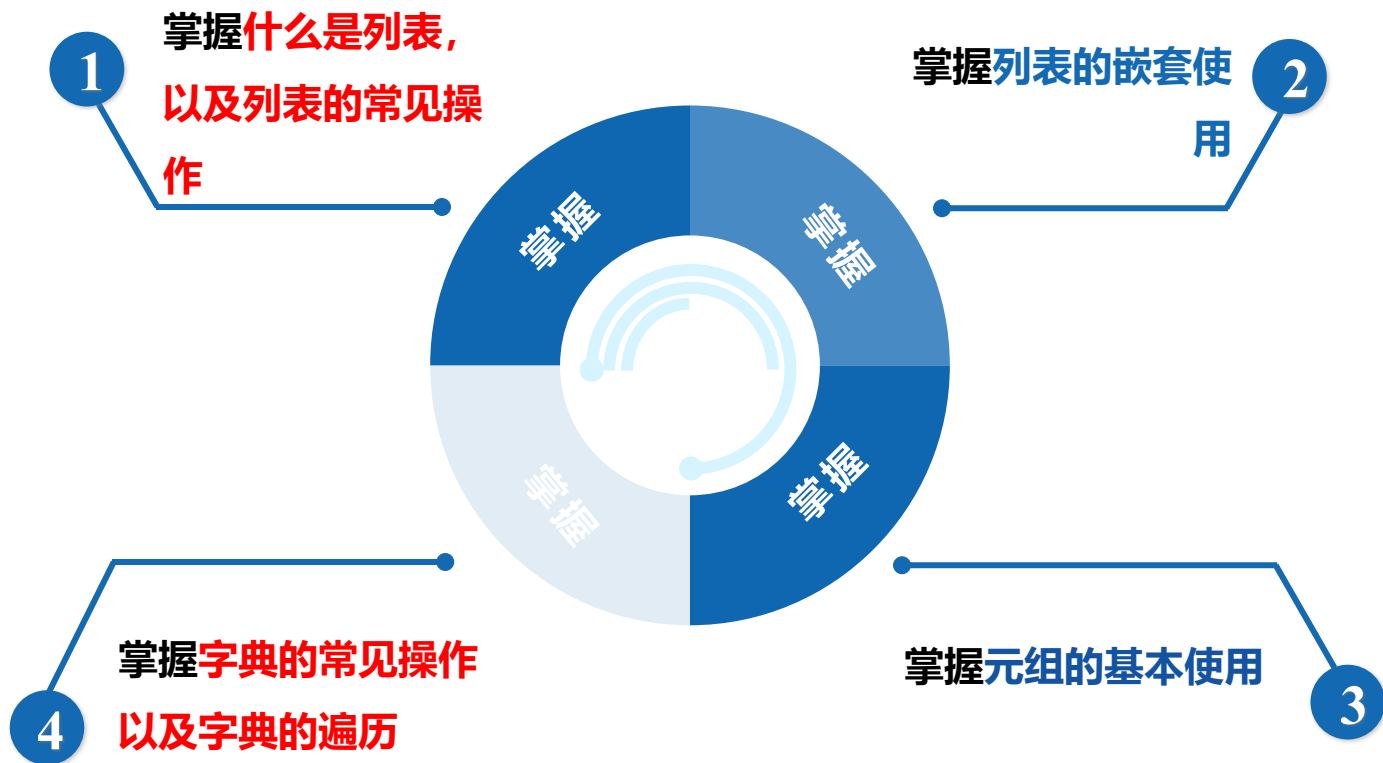 1
掌握什么是列表，
以及列表的常见操
作
2
掌握列表的嵌套使
用
掌握
掌握
掌握
掌握
3
掌握元组的基本使用
4
掌握字典的常见操作
以及字典的遍历